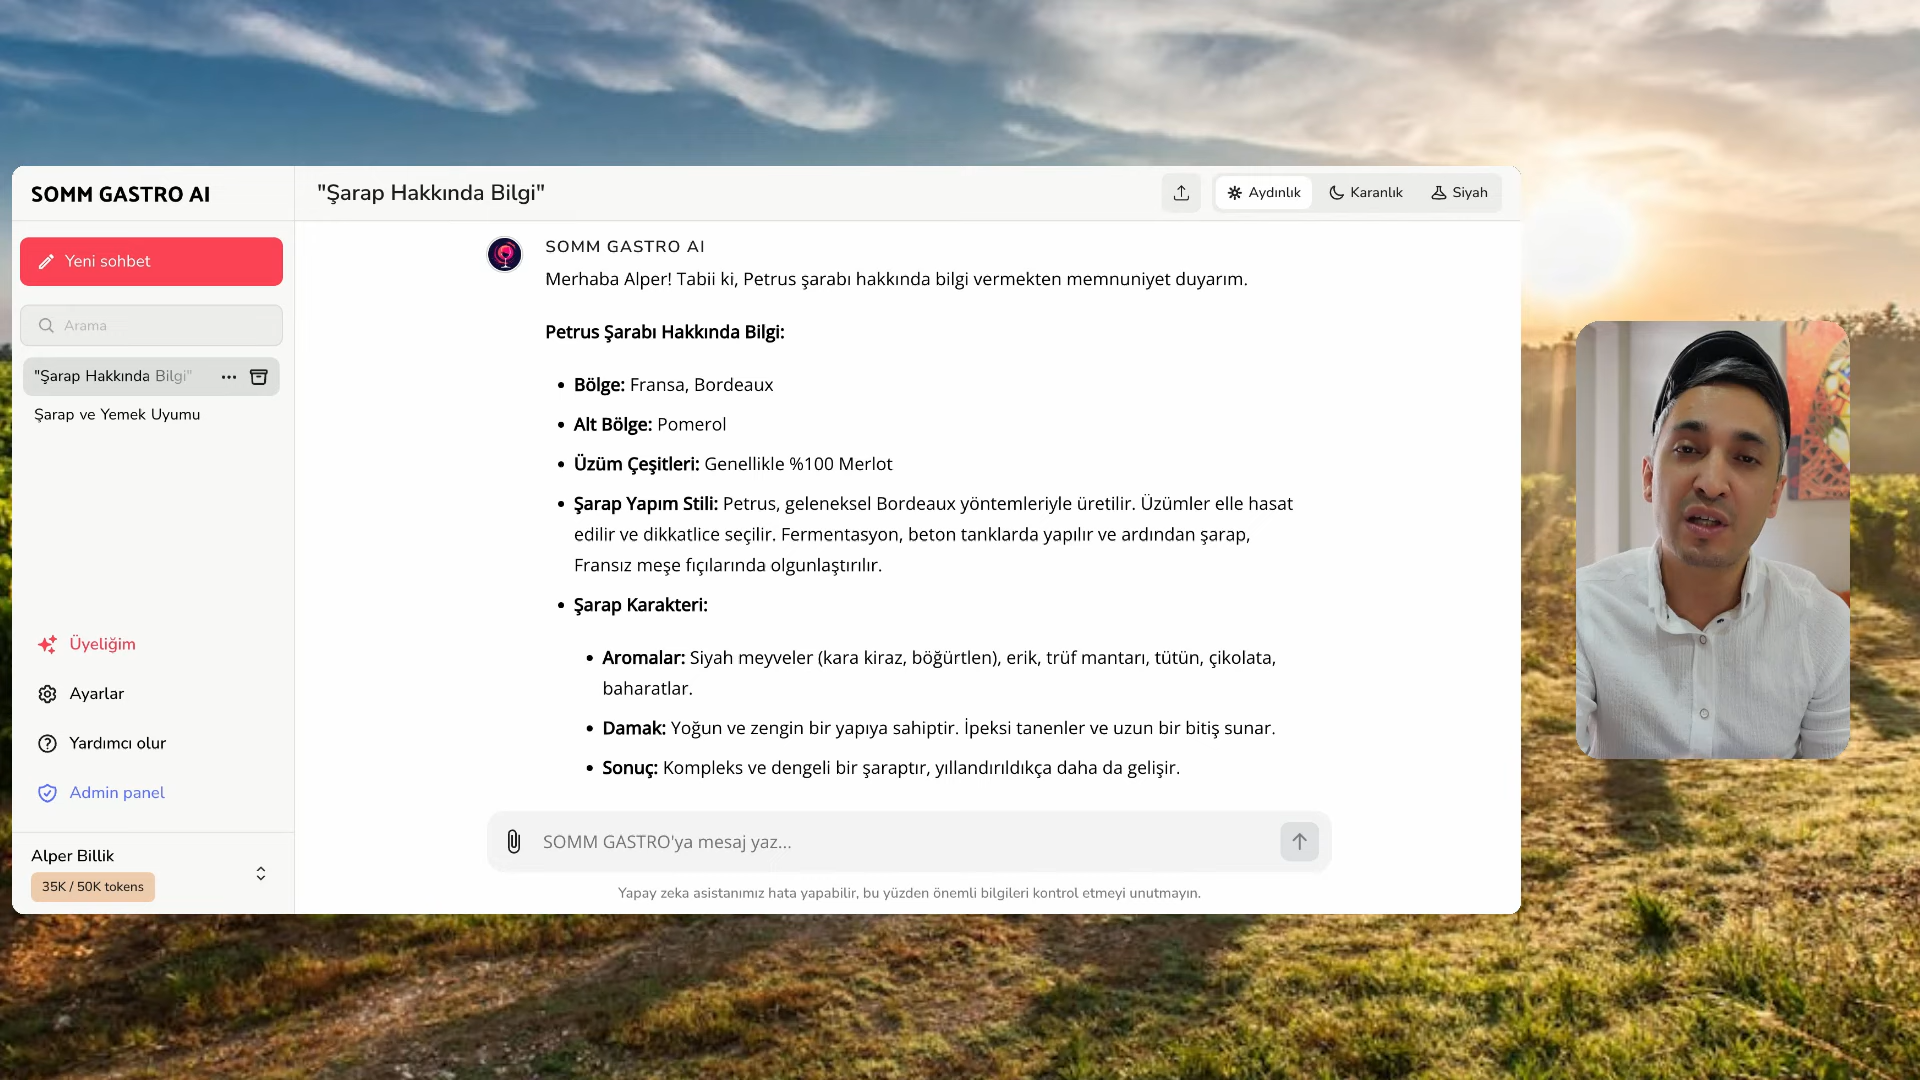 SOMM GASTRO AI
"Şarap Hakkında Bilgi"
Aydınlık
Karanlık
Siyah
Yeni sohbet
Arama
"Şarap Hakkında Bilgi"
Şarap ve Yemek Uyumu
Üyeliğim
Ayarlar
Yardımcı olur
Admin panel
Alper Billik
35K / 50K tokens
SOMM GASTRO AI
Merhaba Alper! Tabii ki, Petrus şarabı hakkında bilgi vermekten memnuniyet duyarım.
Petrus Şarabı Hakkında Bilgi:
• Bölge: Fransa, Bordeaux
• Alt Bölge: Pomerol
• Üzüm Çeşitleri: Genellikle %100 Merlot
• Şarap Yapım Stili: Petrus, geleneksel Bordeaux yöntemleriyle üretilir. Üzümler elle hasat
edilir ve dikkatlice seçilir. Fermentasyon, beton tanklarda yapılır ve ardından şarap,
Fransız meşe fıçılarında olgunlaştırılır.
• Şarap Karakteri:
• Aromalar: Siyah meyveler (kara kiraz, böğürtlen), erik, trüf mantarı, tütün, çikolata,
baharatlar.
• Damak: Yoğun ve zengin bir yapıya sahiptir. İpeksi tanenler ve uzun bir bitiş sunar.
• Sonuç: Kompleks ve dengeli bir şaraptır, yıllandırıldıkça daha da gelişir.
SOMM GASTRO'ya mesaj yaz...
Yapay zeka asistanımız hata yapabilir, bu yüzden önemli bilgileri kontrol etmeyi unutmayın.